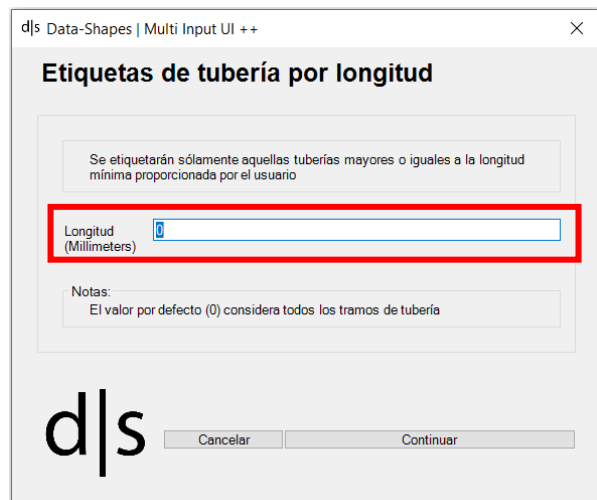 d|s Data-Shapes | Multi Input UI ++
Etiquetas de tubería por longitud
Se etiquetarán sólamente aquellas tuberías mayores o iguales a la longitud
mínima proporcionada por el usuario
Longitud
(Millimeters)
0
Notas:
El valor por defecto (0) considera todos los tramos de tubería
d|s
Cancelar
Continuar